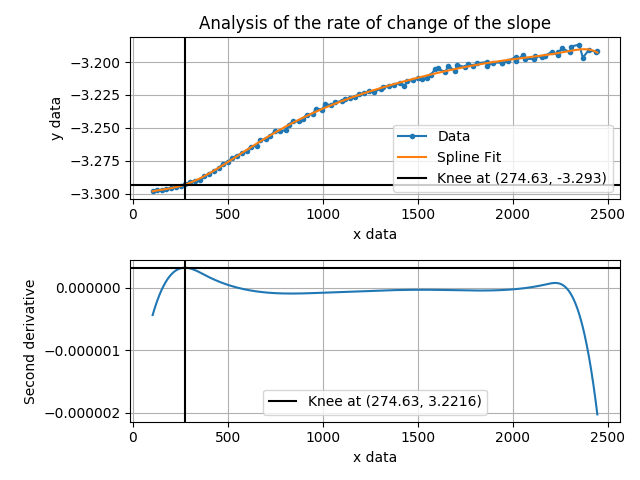 Analysis of the rate of change of the slope
y data
−3.200
−3.225
−3.250
−3.275
−3.300
Data
Spline Fit
Knee at (274.63, -3.293)
0
500
1000
1500
2000
2500
x data
Second derivative
0.000000
−0.000001
−0.000002
Knee at (274.63, 3.2216)
0
500
1000
1500
2000
2500
x data